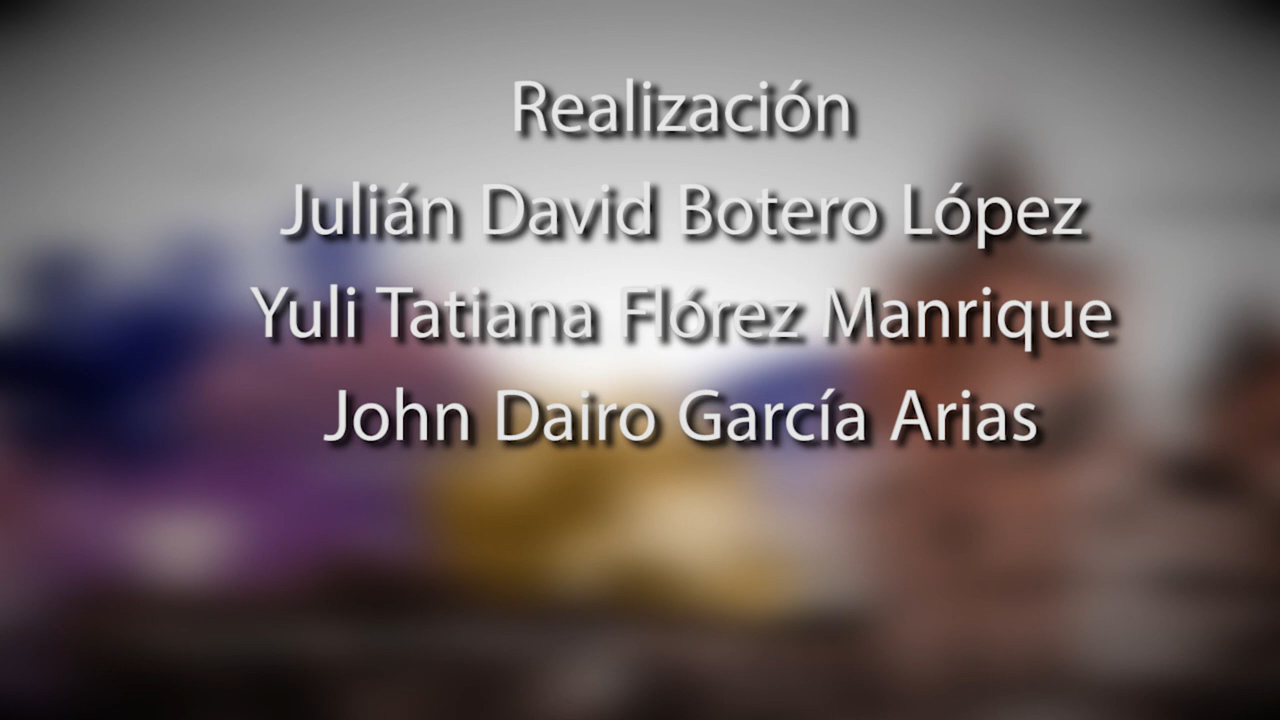 Realización
Julián David Botero López
Yuli Tatiana Flórez Manrique
John Dairo García Arias